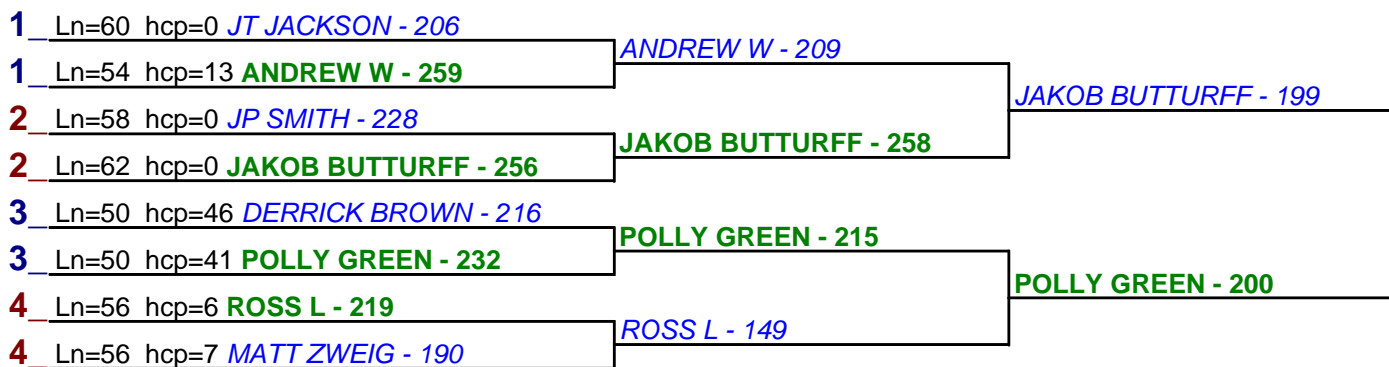 1_ Ln=60 hcp=0 JT JACKSON - 206
ANDREW W - 209
1_ Ln=54 hcp=13 ANDREW W - 259
JAKOB BUTTURFF - 199
2_ Ln=58 hcp=0 JP SMITH - 228
JAKOB BUTTURFF - 258
2_ Ln=62 hcp=0 JAKOB BUTTURFF - 256
3_ Ln=50 hcp=46 DERRICK BROWN - 216
POLLY GREEN - 215
3_ Ln=50 hcp=41 POLLY GREEN - 232
POLLY GREEN - 200
4_ Ln=56 hcp=6 ROSS L - 219
ROSS L - 149
4_ Ln=56 hcp=7 MATT ZWEIG - 190